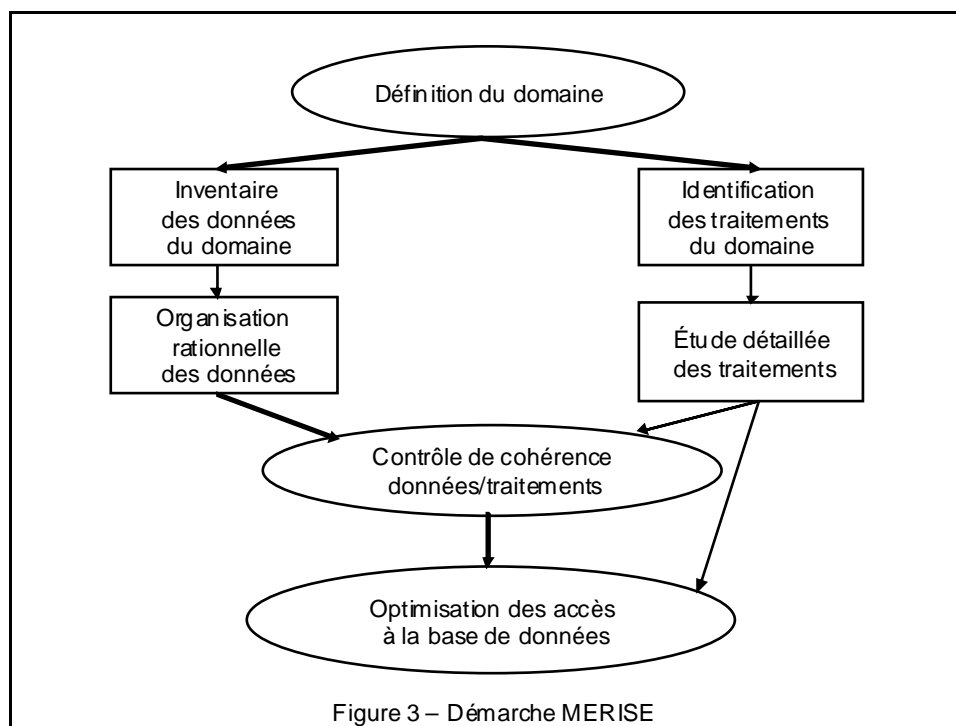 Définition du domaine
Inventaire
des données
du domaine
Identification
des traitements
du domaine
Organisation
rationnelle
des données
Étude détaillée
des traitements
Contrôle de cohérence
données/traitements
Optimisation des accès
à la base de données
Figure 3 – Démarche MERISE